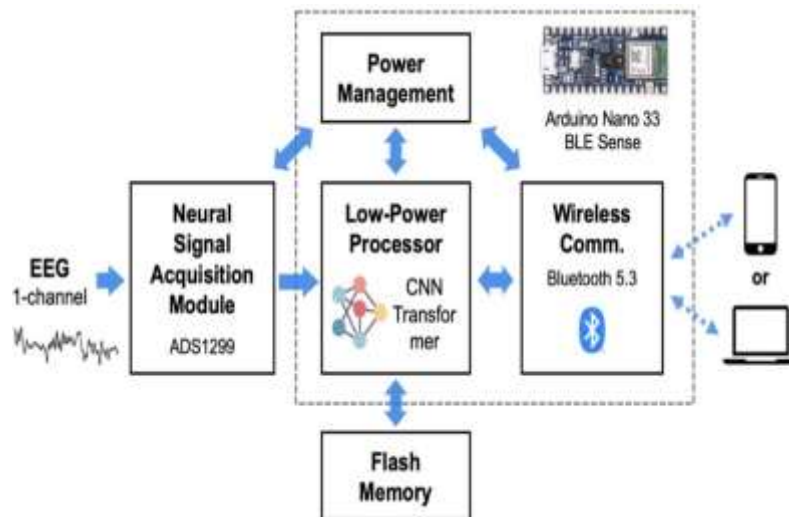 Power
Management
Arduino Nano 33
BLE Sense
Neural
Signal
Acquisition
Module
ADS1299
Low-Power
Processor
CNN
Transfor
mer
Wireless
Comm.
Bluetooth 5.3
EEG
1-channel
or
Flash
Memory